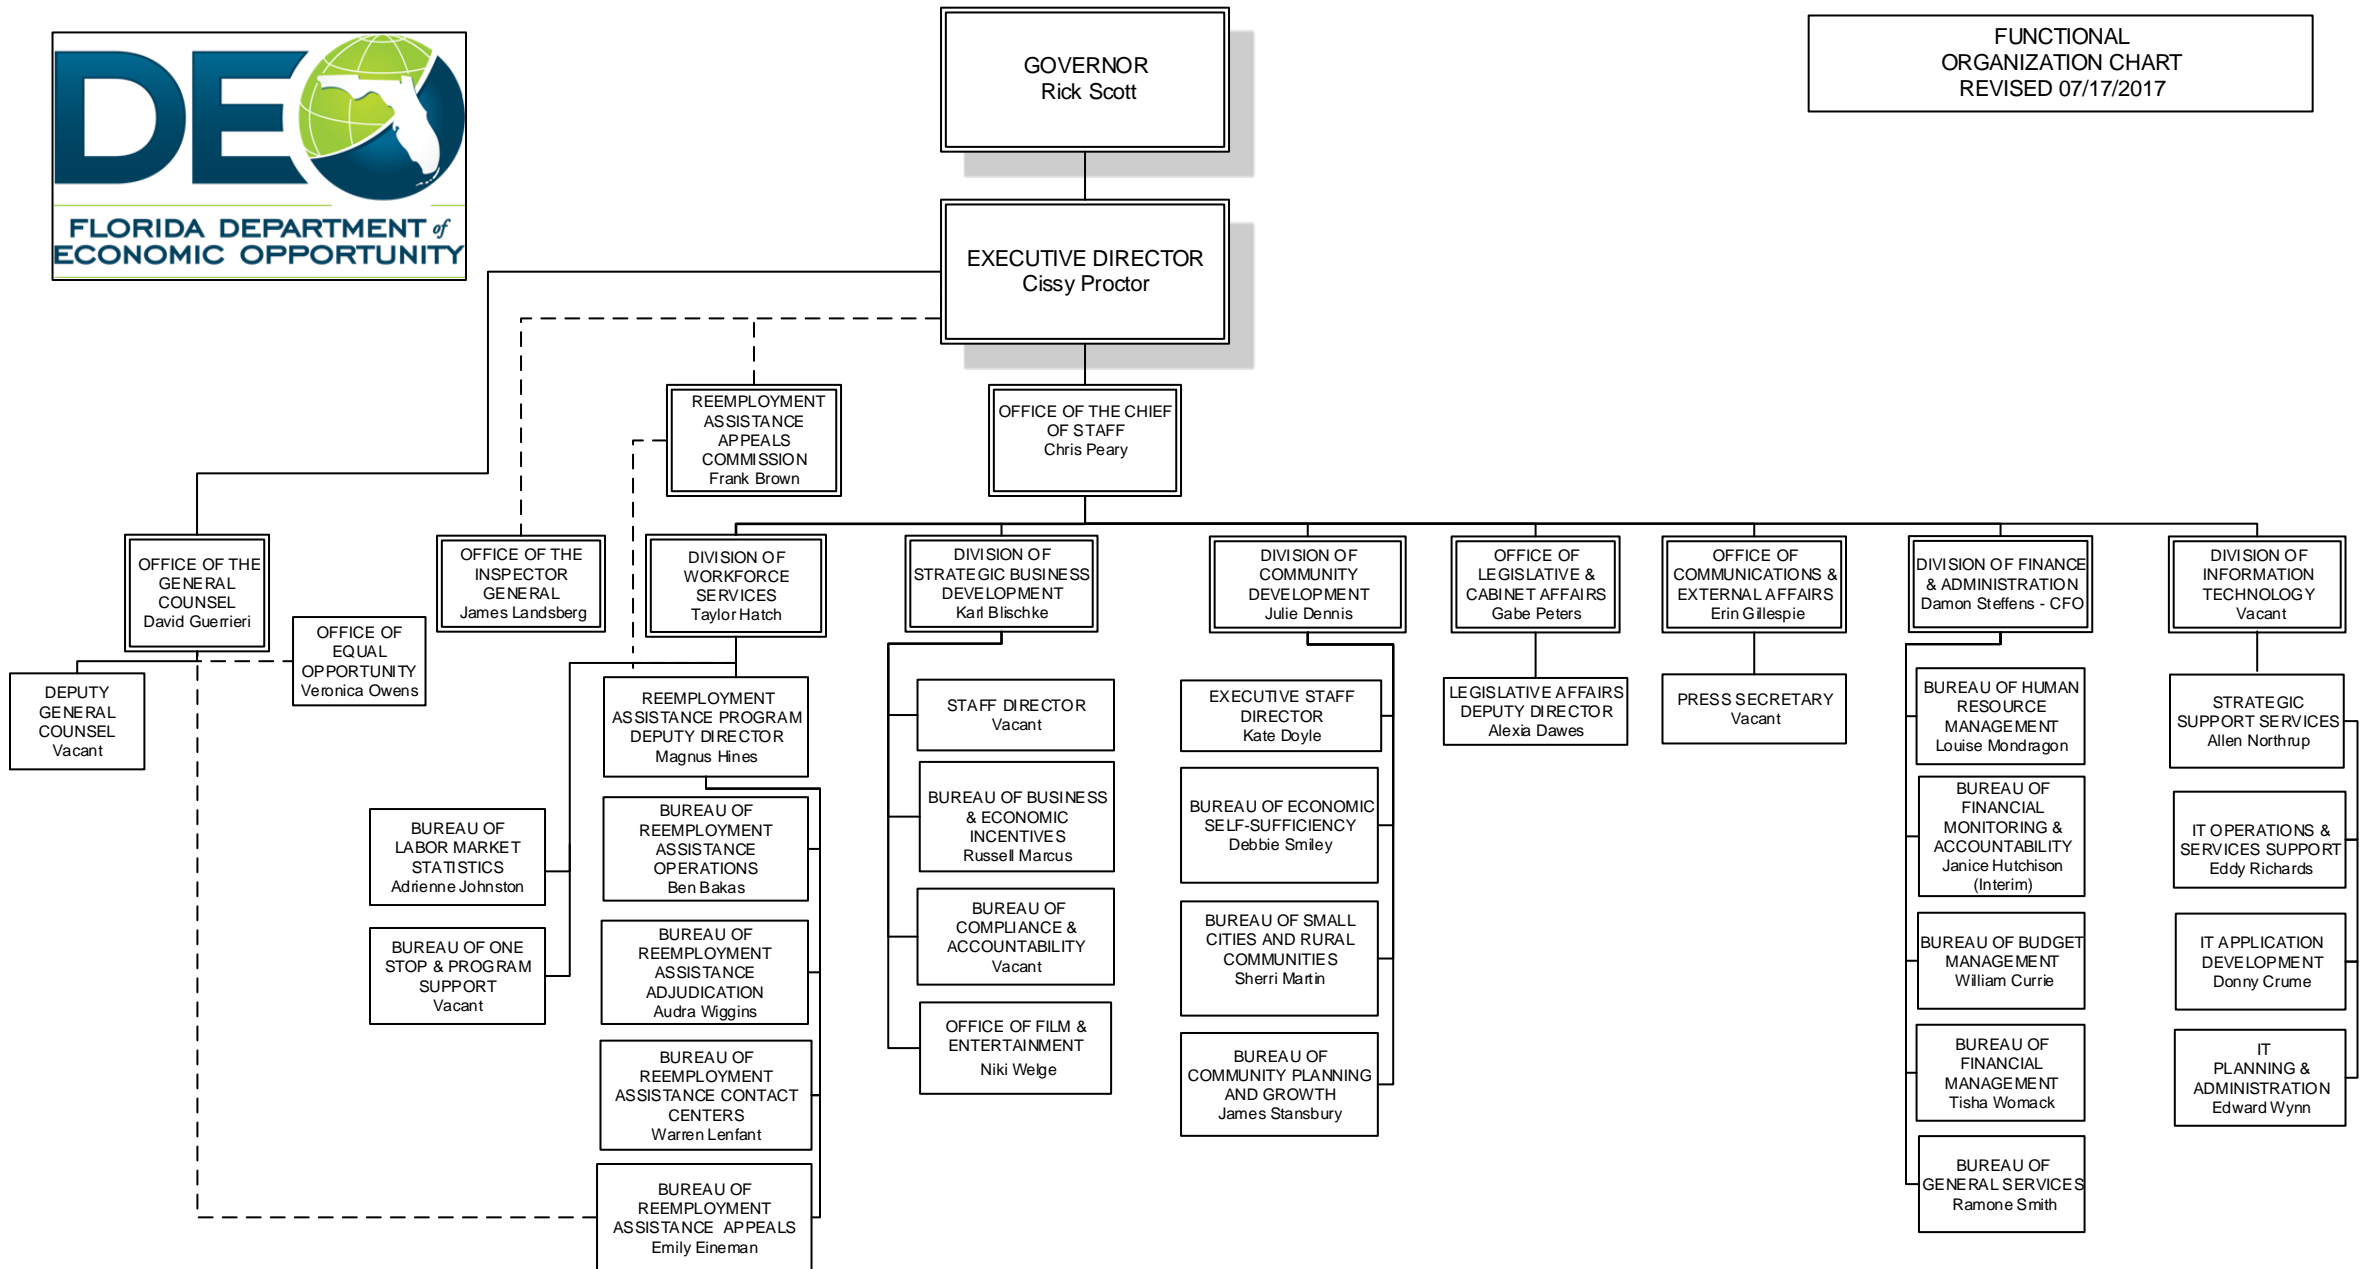 DEO
FLORIDA DEPARTMENT of
ECONOMIC OPPORTUNITY
GOVERNOR
Rick Scott
FUNCTIONAL
ORGANIZATION CHART
REVISED 07/17/2017
EXECUTIVE DIRECTOR
Cissy Proctor
REEMPLOYMENT
ASSISTANCE
APPEALS
COMMISSION
Frank Brown
OFFICE OF THE CHIEF
OF STAFF
Chris Peary
OFFICE OF THE
GENERAL
COUNSEL
David Guerrieri
OFFICE OF THE
INSPECTOR
GENERAL
James Landsberg
DIVISION OF
WORKFORCE
SERVICES
Taylor Hatch
DIVISION OF
STRATEGIC BUSINESS
DEVELOPMENT
Karl Blischke
DIVISION OF
COMMUNITY
DEVELOPMENT
Julie Dennis
OFFICE OF
LEGISLATIVE &
CABINET AFFAIRS
Gabe Peters
OFFICE OF
COMMUNICATIONS &
EXTERNAL AFFAIRS
Erin Gillespie
DIVISION OF FINANCE
& ADMINISTRATION
Damon Steffens - CFO
DIVISION OF
INFORMATION
TECHNOLOGY
Vacant
OFFICE OF
EQUAL
OPPORTUNITY
Veronica Owens
DEPUTY
GENERAL
COUNSEL
Vacant
REEMPLOYMENT
ASSISTANCE PROGRAM
DEPUTY DIRECTOR
Magnus Hines
BUREAU OF
LABOR MARKET
STATISTICS
Adrienne Johnston
BUREAU OF ONE
STOP & PROGRAM
SUPPORT
Vacant
BUREAU OF
REEMPLOYMENT
ASSISTANCE
OPERATIONS
Ben Bakas
BUREAU OF
REEMPLOYMENT
ASSISTANCE
ADJUDICATION
Audra Wiggins
BUREAU OF
REEMPLOYMENT
ASSISTANCE CONTACT
CENTERS
Warren Lenfant
BUREAU OF
REEMPLOYMENT
ASSISTANCE APPEALS
Emily Eineman
STAFF DIRECTOR
Vacant
BUREAU OF BUSINESS
& ECONOMIC
INCENTIVES
Russell Marcus
BUREAU OF
COMPLIANCE &
ACCOUNTABILITY
Vacant
OFFICE OF FILM &
ENTERTAINMENT
Niki Welge
EXECUTIVE STAFF
DIRECTOR
Kate Doyle
BUREAU OF ECONOMIC
SELF-SUFFICIENCY
Debbie Smiley
BUREAU OF SMALL
CITIES AND RURAL
COMMUNITIES
Sherri Martin
BUREAU OF
COMMUNITY PLANNING
AND GROWTH
James Stansbury
LEGISLATIVE AFFAIRS
DEPUTY DIRECTOR
Alexia Dawes
PRESS SECRETARY
Vacant
BUREAU OF HUMAN
RESOURCE
MANAGEMENT
Louise Mondragon
BUREAU OF
FINANCIAL
MONITORING &
ACCOUNTABILITY
Janice Hutchison
(Interim)
BUREAU OF BUDGET
MANAGEMENT
William Currie
BUREAU OF
FINANCIAL
MANAGEMENT
Tisha Womack
BUREAU OF
GENERAL SERVICES
Ramone Smith
STRATEGIC
SUPPORT SERVICES
Allen Northrup
IT OPERATIONS &
SERVICES SUPPORT
Eddy Richards
IT APPLICATION
DEVELOPMENT
Donny Crume
IT
PLANNING &
ADMINISTRATION
Edward Wynn